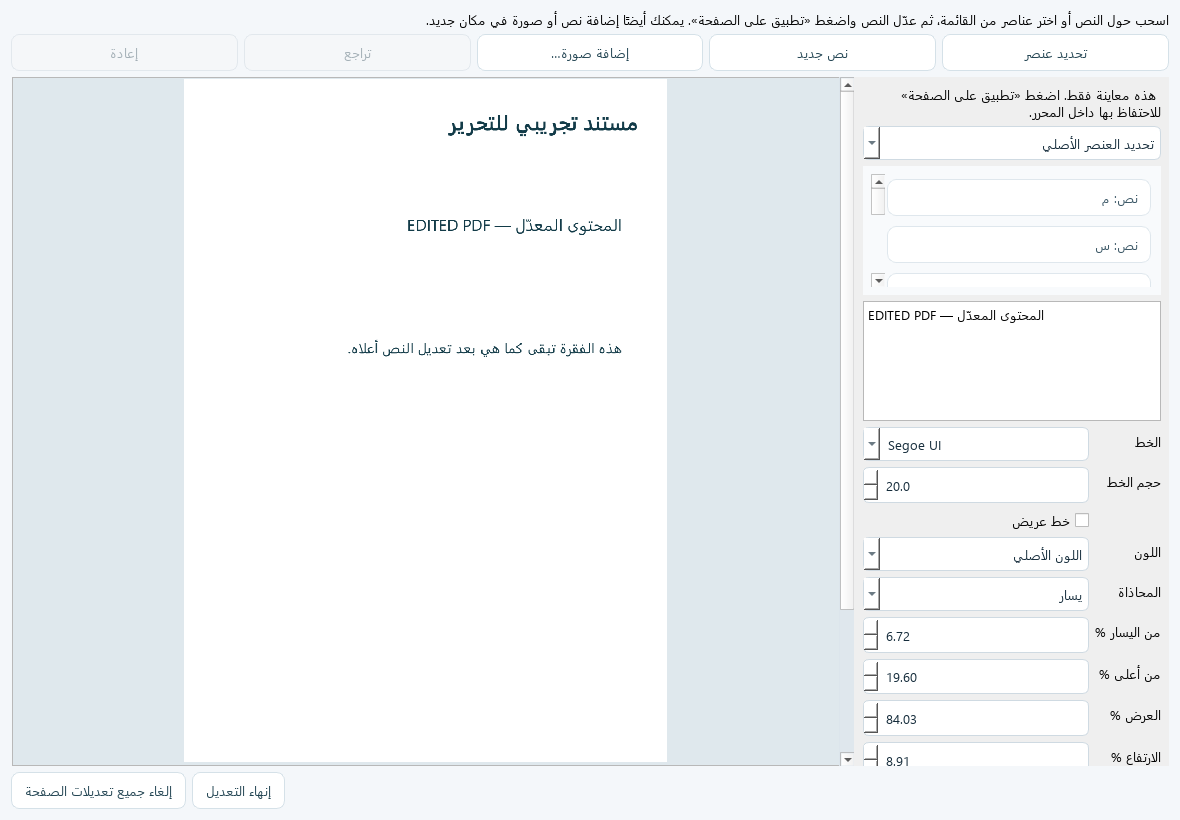 اسحب حول النص أو اختر عناصر من القائمة، ثم عدّل النص واضغط «تطبيق على الصفحة». يمكنك أيضًا إضافة نص أو صورة في مكان جديد.
تحديد عنصر
نص جديد
إضافة صورة...
تراجع
إعادة
هذه معاينة فقط. اضغط «تطبيق على الصفحة»
للاحتفاظ بها داخل المحرر.
تحديد العنصر الأصلي
نص: م
نص: س
المحتوى المعدّل — EDITED PDF
الخط
Segoe UI
حجم الخط
20.0
خط عريض
اللون
اللون الأصلي
المحاذاة
يسار
من اليسار %
6.72
من أعلى %
19.60
العرض %
84.03
الارتفاع %
8.91
مستند تجريبي للتحرير
المحتوى المعدّل — EDITED PDF
هذه الفقرة تبقى كما هي بعد تعديل النص أعلاه.
إنهاء التعديل
إلغاء جميع تعديلات الصفحة